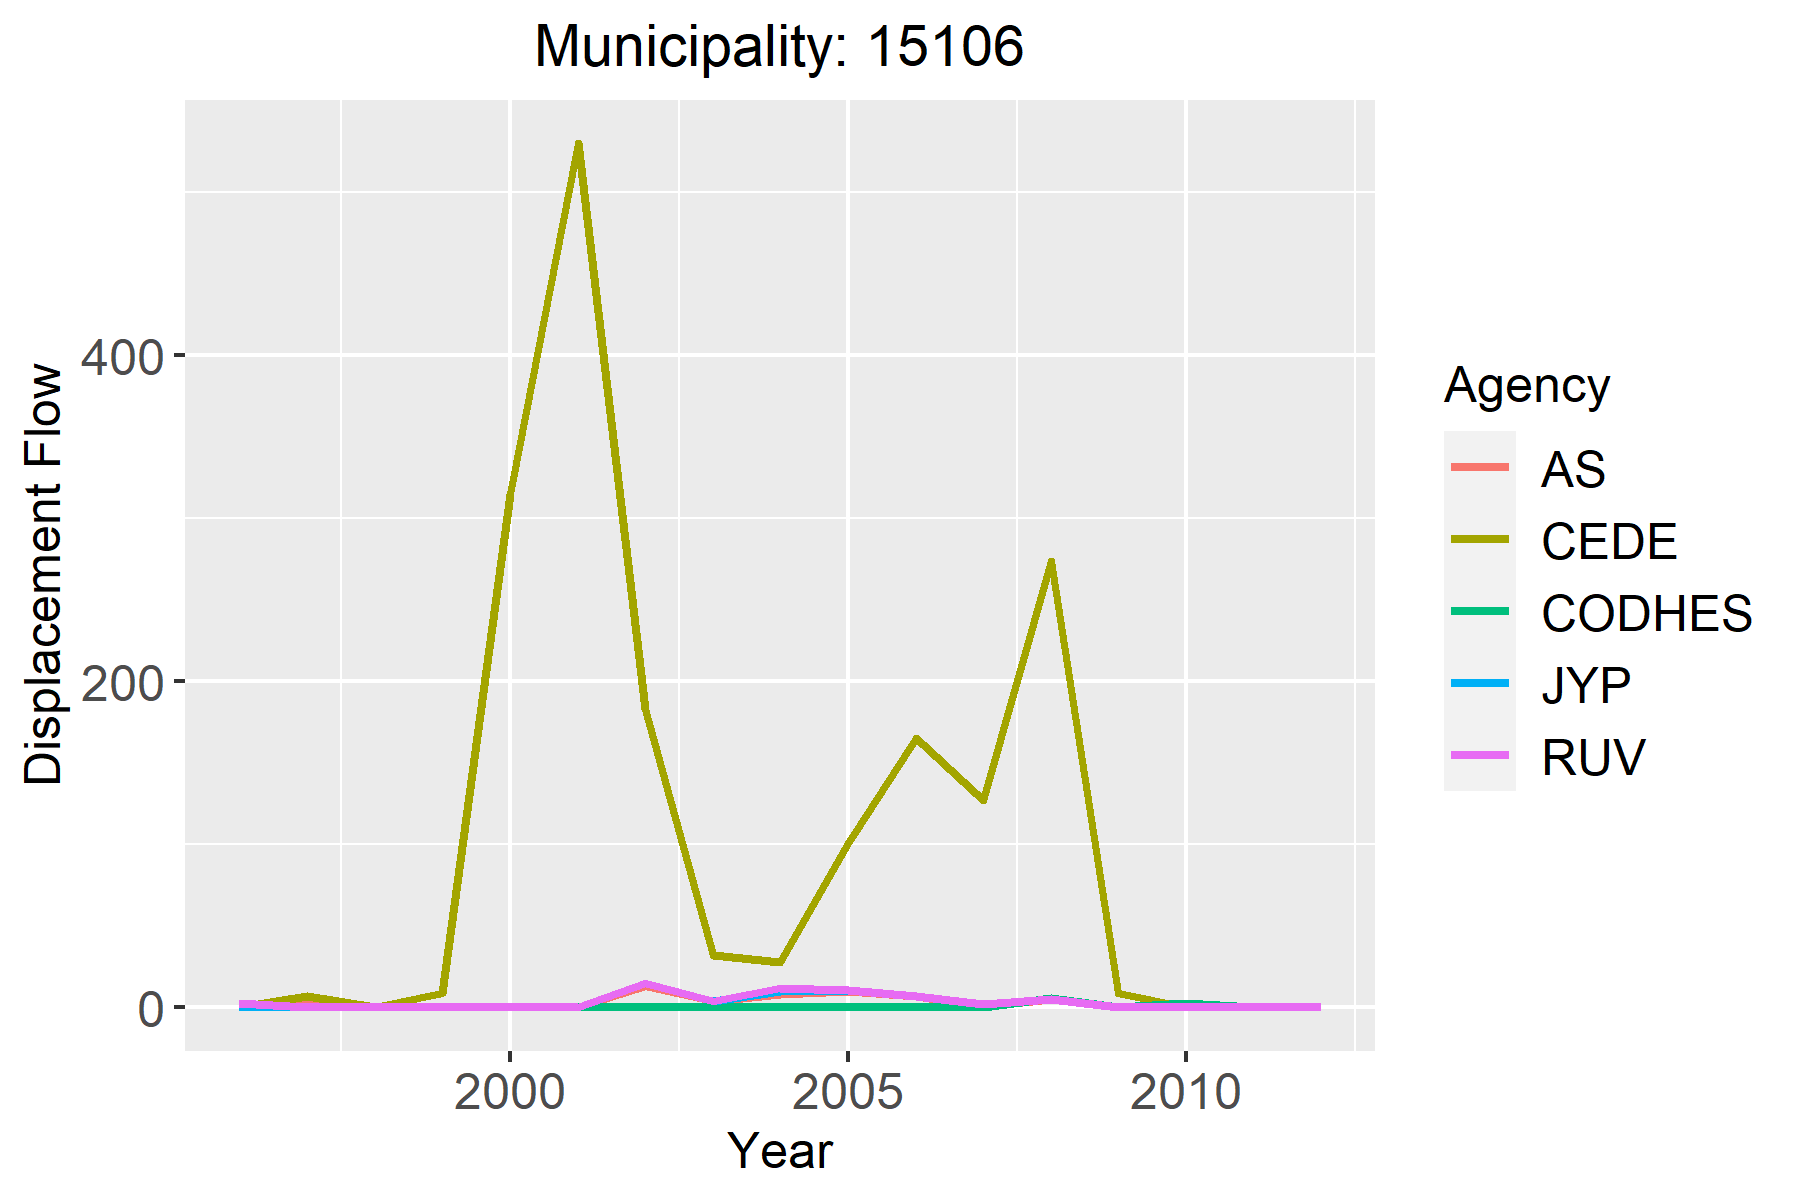 Municipality: 15106
Displacement Flow
400
200
0
2000 2005 2010
Year
Agency
AS
CEDE
CODHES
JYP
RUV